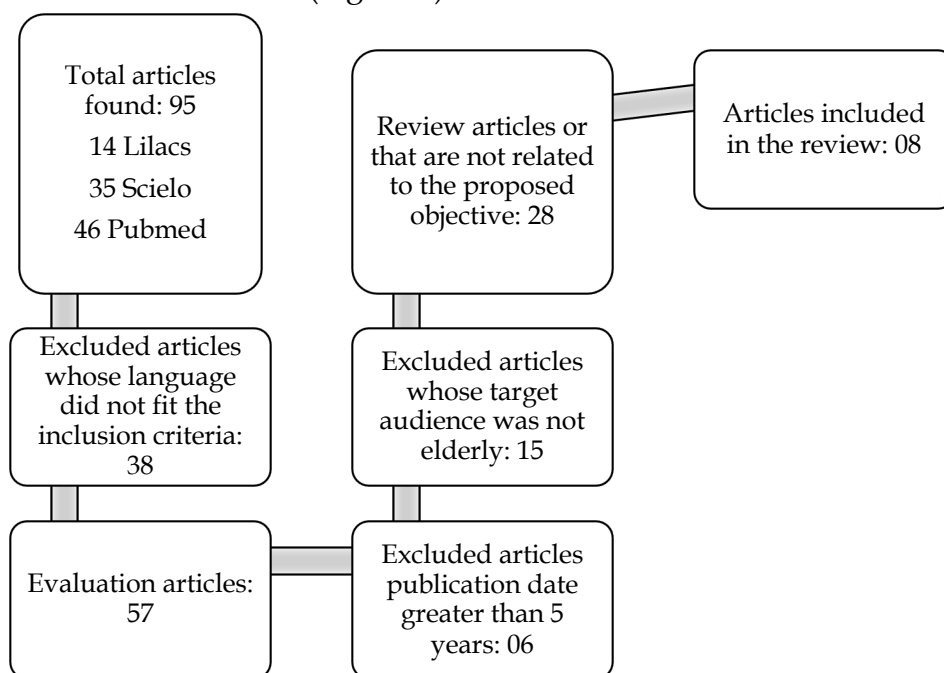 Total articles
found: 95
14 Lilacs
35 Scielo
46 Pubmed
Excluded articles
whose language
did not fit the
inclusion criteria:
38
Evaluation articles:
57
Excluded articles
publication date
greater than 5
years: 06
Excluded articles
whose target
audience was not
elderly: 15
Review articles or
that are not related
to the proposed
objective: 28
Articles included
in the review: 08